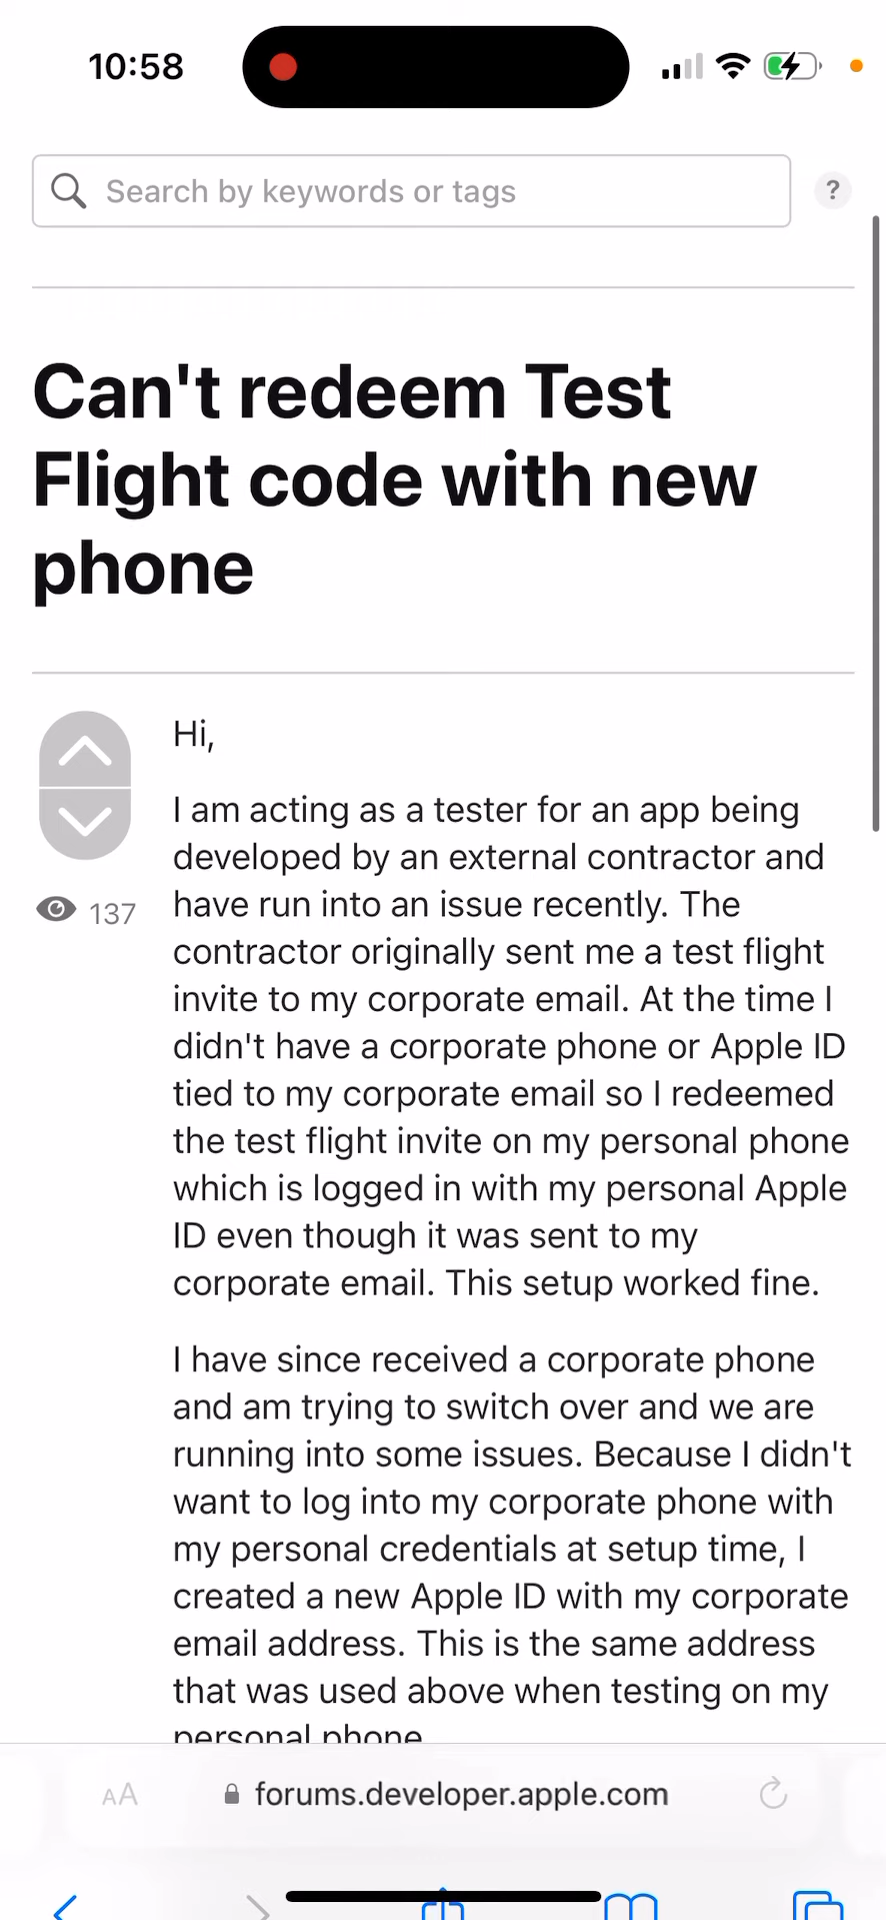 10:58
Search by keywords or tags
?
Can't redeem Test
Flight code with new
phone
Hi,
I am acting as a tester for an app being
developed by an external contractor and
137
have run into an issue recently. The
contractor originally sent me a test flight
invite to my corporate email. At the time I
didn't have a corporate phone or Apple ID
tied to my corporate email so I redeemed
the test flight invite on my personal phone
which is logged in with my personal Apple
ID even though it was sent to my
corporate email. This setup worked fine.
I have since received a corporate phone
and am trying to switch over and we are
running into some issues. Because I didn't
want to log into my corporate phone with
my personal credentials at setup time, I
created a new Apple ID with my corporate
email address. This is the same address
that was used above when testing on my
personal phone
AA
forums.developer.apple.com